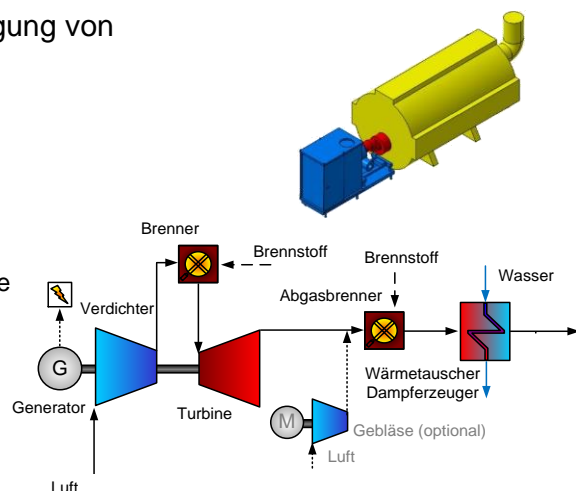 gung von
Brenner
Brennstoff
Brennstoff
e
Verdichter
Abgasbrenner
Wasser
G
Wärmetauscher
Dampferzeuger
Generator
Turbine
M
Gebläse (optional)
Luft
Luft